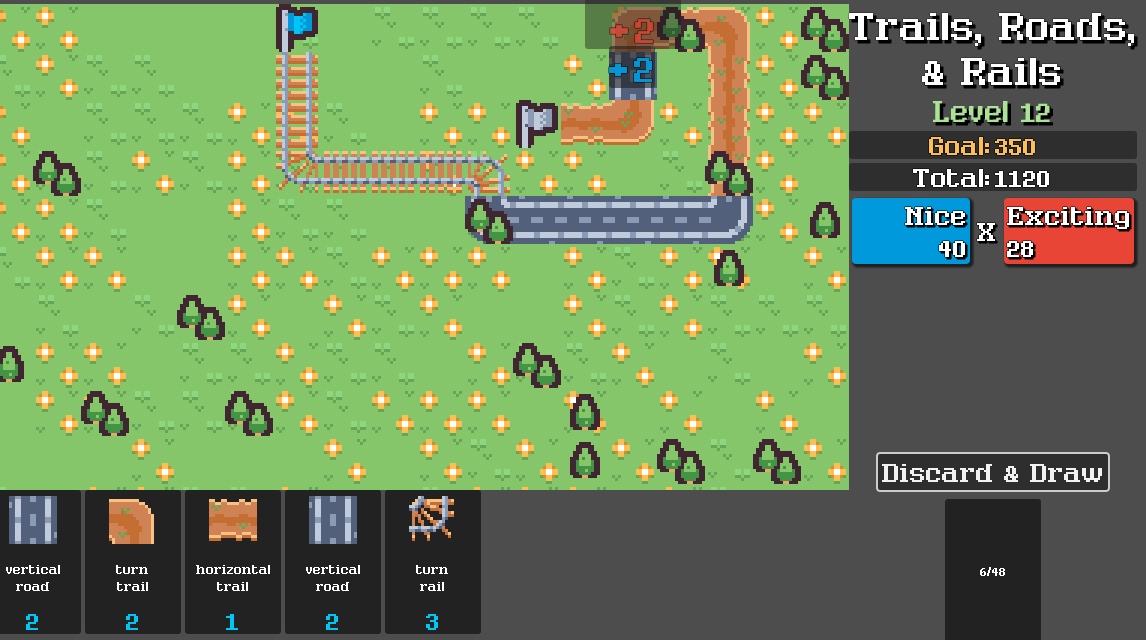 +2
+2
Trails, Roads,
& Rails
Level 12
Goal: 350
Total: 1120
Nice
40
X
Exciting
28
Discard & Draw
vertical
road
2
turn
trail
2
horizontal
trail
1
vertical
road
2
turn
rail
3
6/48